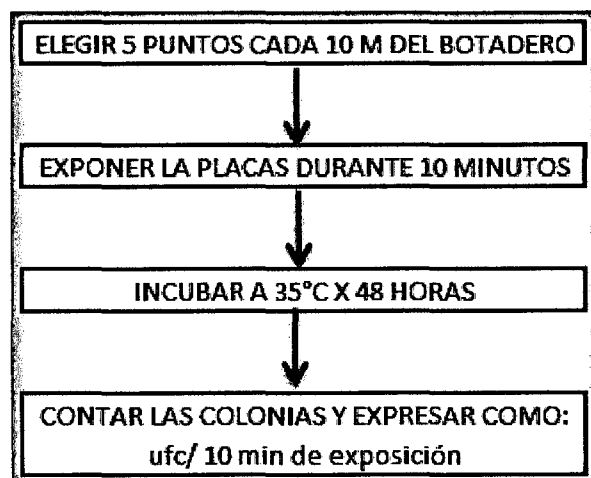 ELEGIR 5 PUNTOS CADA 10 M DEL BOTADERO
EXPONER LA PLACAS DURANTE 10 MINUTOS
INCUBAR A 35°C X 48 HORAS
CONTAR LAS COLONIAS Y EXPRESAR COMO:
ufc/ 10 min de exposición